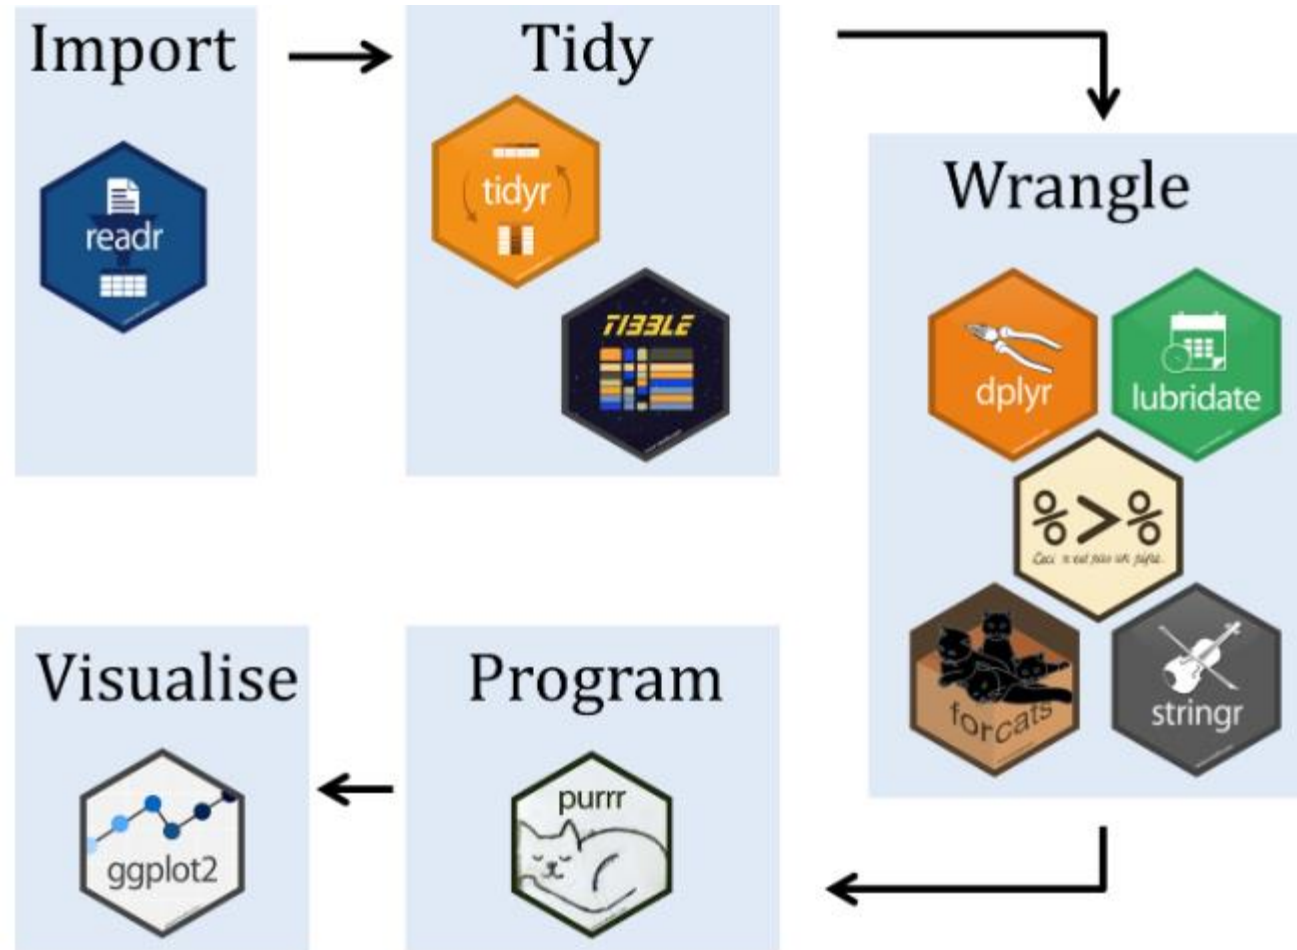 Import
readr
Tidy
tidyr
TIBBLE
Wrangle
dplyr
lubridate
%>%
Ceci n'est pas un pipe.
forcats
stringr
Program
purrr
Visualise
ggplot2